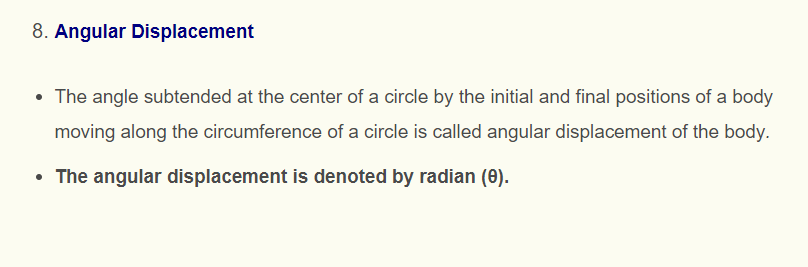 8. Angular Displacement
• The angle subtended at the center of a circle by the initial and final positions of a body
moving along the circumference of a circle is called angular displacement of the body.
• The angular displacement is denoted by radian (θ).